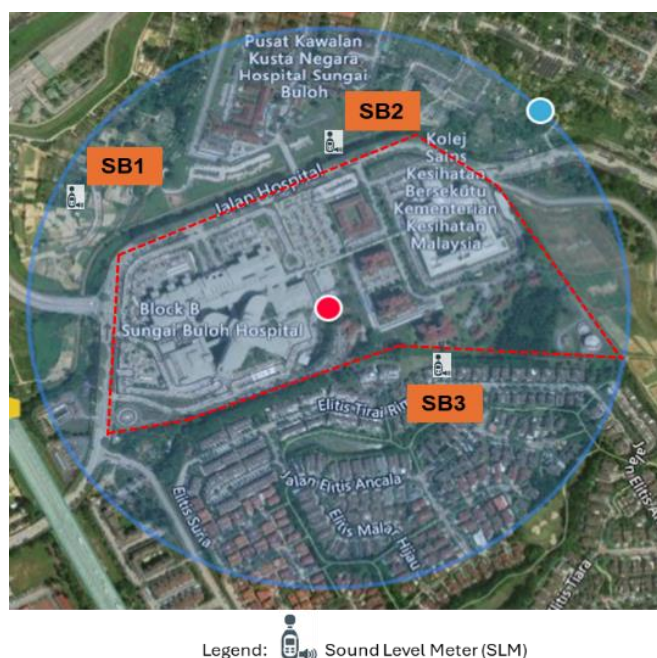 Pusat Kawalan
Kusta Negara
Hospital Sungai
Buloh
SB2
SB1
Kolej
Sains
Kesihatan
Bersekutu
Kementerian
Kesihatan
Malaysia
Jalan Hospital
Block B
Sungai Buloh Hospital
SB3
Elitis Tirai
Jalan Elitis Ancala
Elitis Suria
Hijau
Jalan Elitis
Elitis Tiara
Legend: Sound Level Meter (SLM)